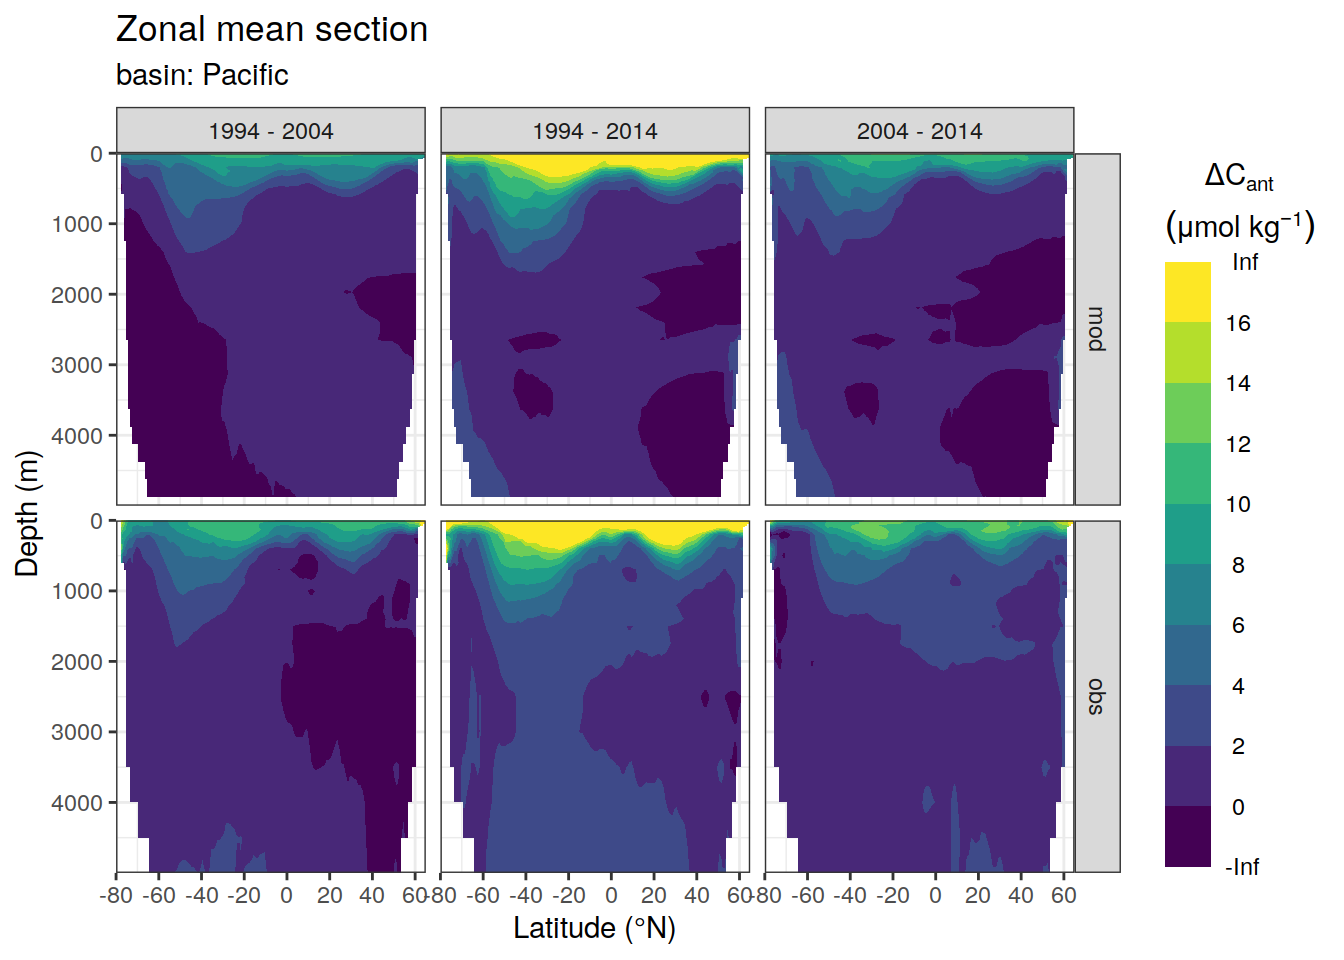 Zonal mean section
basin: Pacific
1994 - 2004
1994 - 2014
2004 - 2014
0
1000
2000
3000
4000
mod
0
1000
2000
3000
4000
obs
-80 -60 -40 -20 0 20 40 60
-80 -60 -40 -20 0 20 40 60
-80 -60 -40 -20 0 20 40 60
Latitude (°N)
Depth (m)
ΔCant
(μmol kg⁻¹)
Inf
16
14
12
10
8
6
4
2
0
-Inf